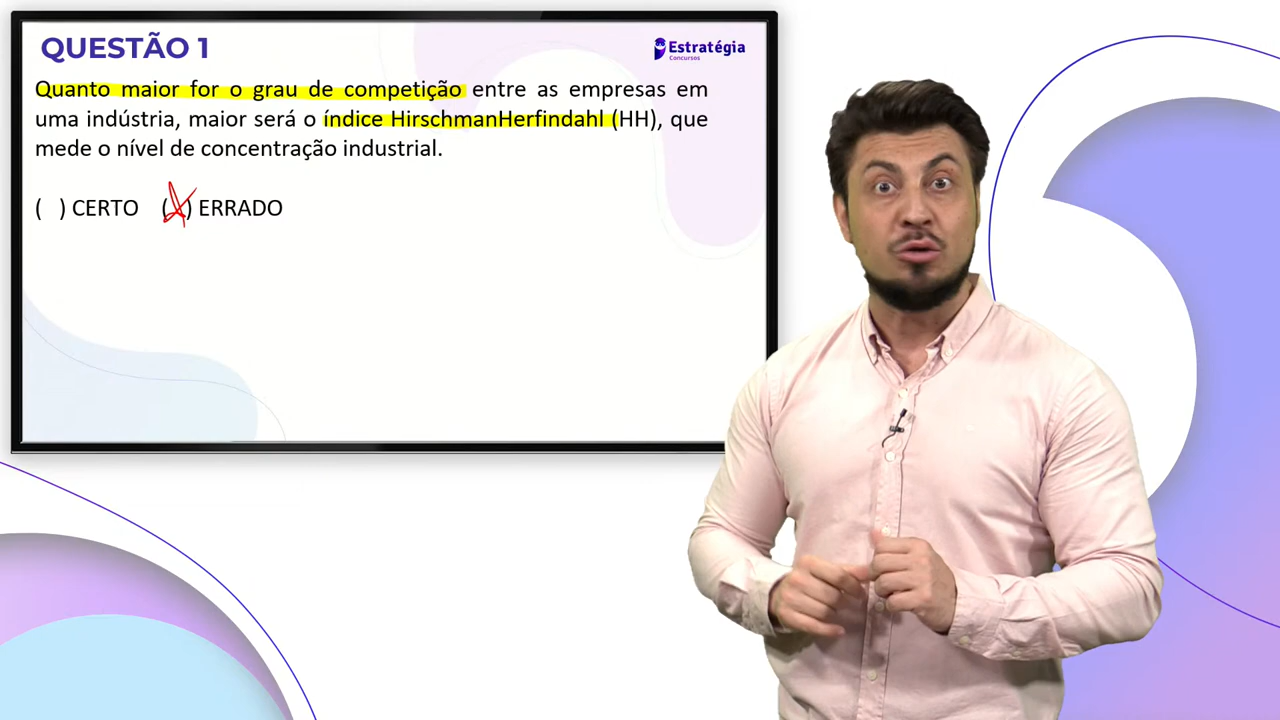 QUESTÃO 1
Estratégia
Concursos
Quanto maior for o grau de competição entre as empresas em
uma indústria, maior será o índice HirschmanHerfindahl (HH), que
mede o nível de concentração industrial.
( ) CERTO (X) ERRADO